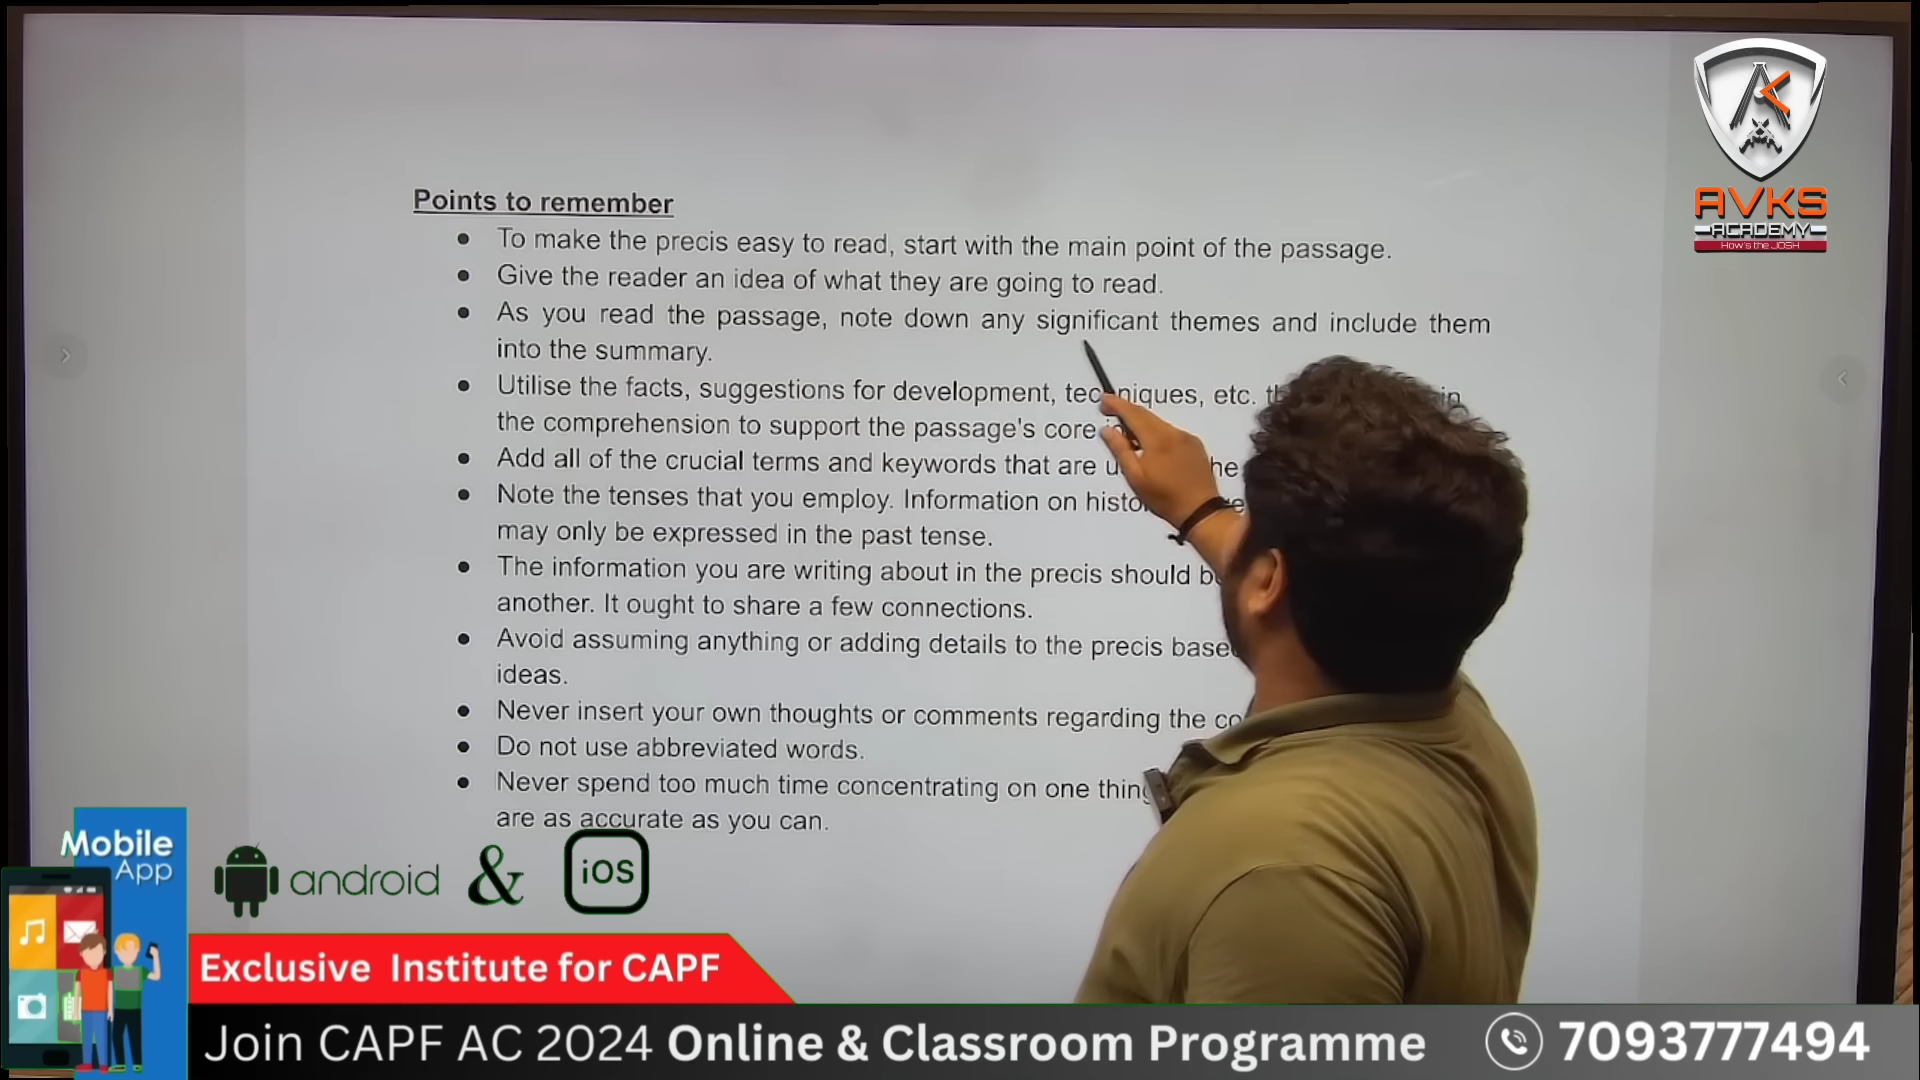 AVKS
ACADEMY
How's the JOSH
Points to remember
To make the precis easy to read, start with the main point of the passage.
Give the reader an idea of what they are going to read.
As you read the passage, note down any significant themes and include them
into the summary.
Utilise the facts, suggestions for development, techniques, etc.
the comprehension to support the passage's core
Add all of the crucial terms and keywords that are
Note the tenses that you employ. Information on
may only be expressed in the past tense.
The information you are writing about in the precis should
another. It ought to share a few connections.
Avoid assuming anything or adding details to the precis
ideas.
Never insert your own thoughts or comments regarding the
Do not use abbreviated words.
Never spend too much time concentrating on one
are as accurate as you can.
Mobile
App
android & iOS
Exclusive Institute for CAPF
Join CAPF AC 2024 Online & Classroom Programme 7093777494